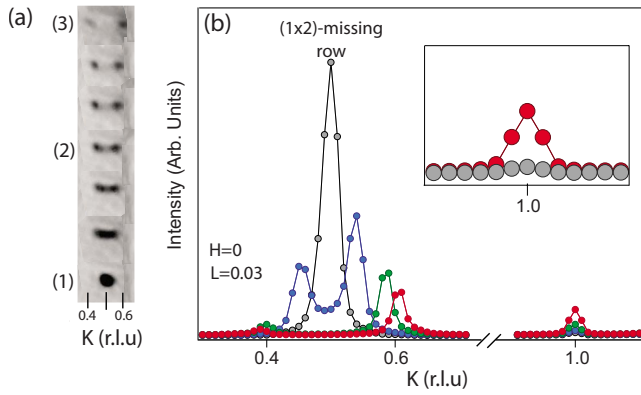 (a)
(3)
(2)
(1)
0.4 0.6
K (r.l.u)
(b)
(1x2)-missing
row
Intensity (Arb. Units)
H=0
L=0.03
1.0
0.4 0.6 1.0
K (r.l.u)